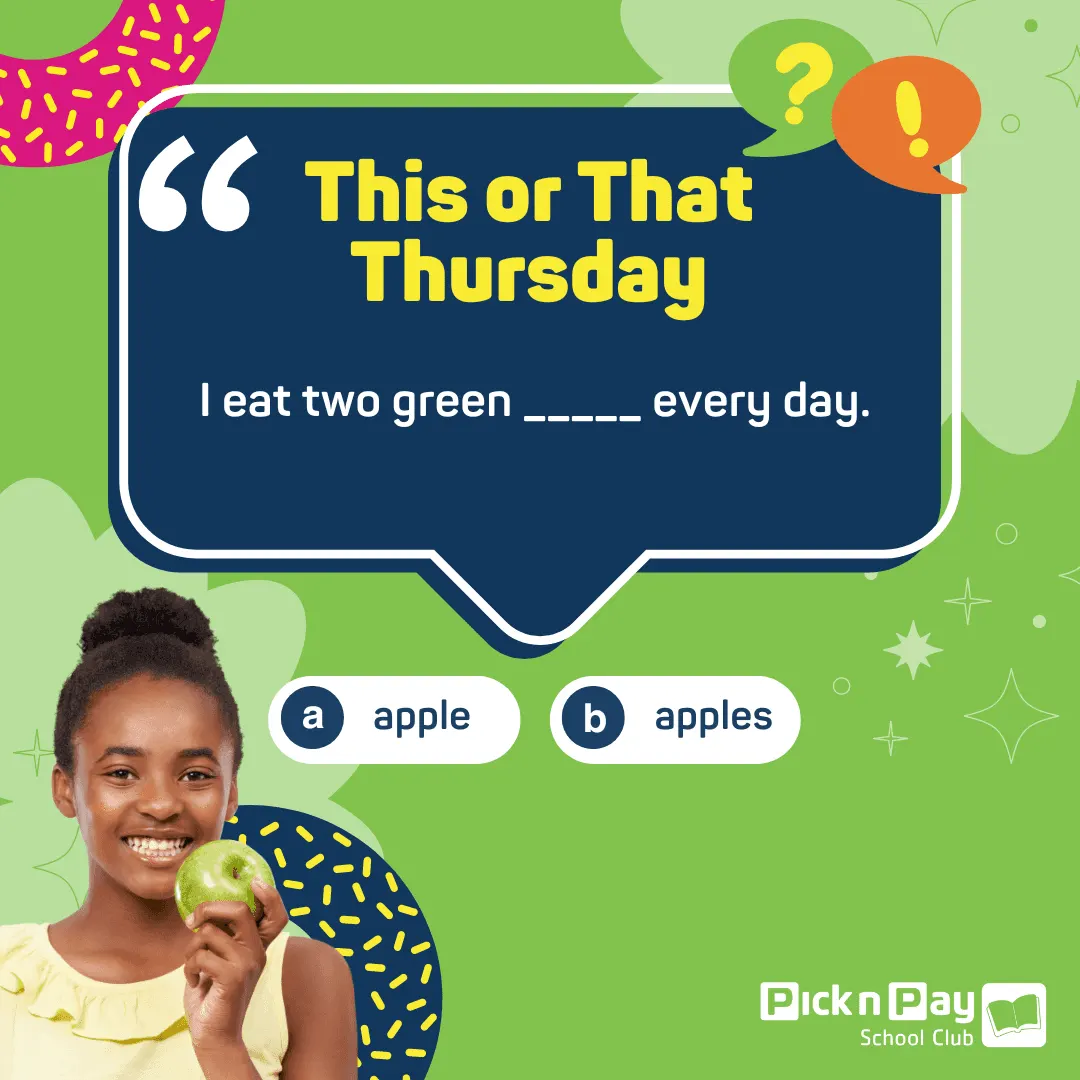 This or That
Thursday
I eat two green _____ every day.
a apple
b apples
Pick n Pay
School Club